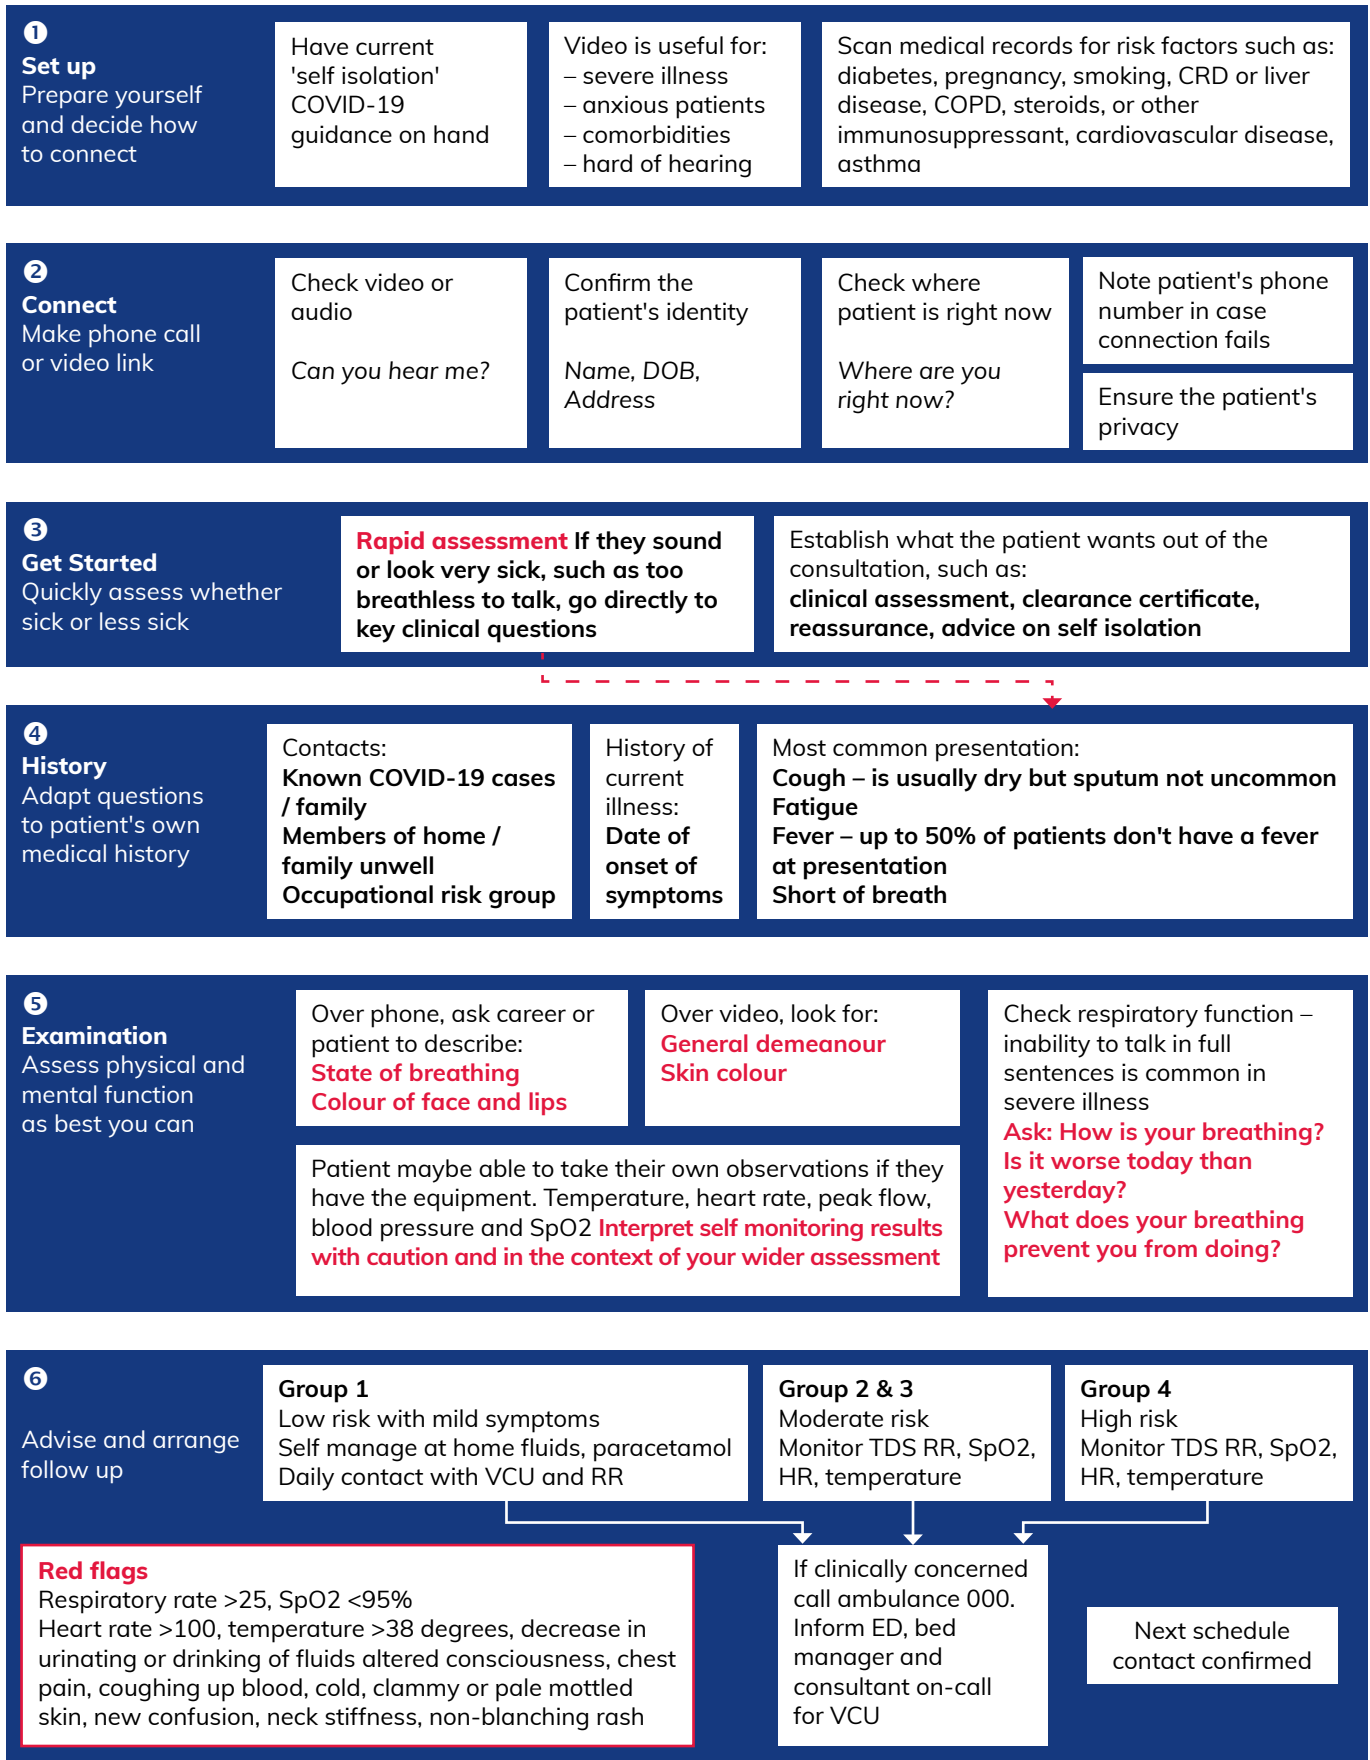 ❶
Set up
Prepare yourself
and decide how
to connect
Have current
'self isolation'
COVID-19
guidance on hand
Video is useful for:
– severe illness
– anxious patients
– comorbidities
– hard of hearing
Scan medical records for risk factors such as:
diabetes, pregnancy, smoking, CRD or liver
disease, COPD, steroids, or other
immunosuppressant, cardiovascular disease,
asthma
❷
Connect
Make phone call
or video link
Check video or
audio
Can you hear me?
Confirm the
patient's identity
Name, DOB,
Address
Check where
patient is right now
Where are you
right now?
Note patient's phone
number in case
connection fails
Ensure the patient's
privacy
❸
Get Started
Quickly assess whether
sick or less sick
Rapid assessment If they sound
or look very sick, such as too
breathless to talk, go directly to
key clinical questions
Establish what the patient wants out of the
consultation, such as:
clinical assessment, clearance certificate,
reassurance, advice on self isolation
❹
History
Adapt questions
to patient's own
medical history
Contacts:
Known COVID-19 cases
/ family
Members of home /
family unwell
Occupational risk group
History of
current
illness:
Date of
onset of
symptoms
Most common presentation:
Cough – is usually dry but sputum not uncommon
Fatigue
Fever – up to 50% of patients don't have a fever
at presentation
Short of breath
❺
Examination
Assess physical and
mental function
as best you can
Over phone, ask career or
patient to describe:
State of breathing
Colour of face and lips
Over video, look for:
General demeanour
Skin colour
Patient maybe able to take their own observations if they
have the equipment. Temperature, heart rate, peak flow,
blood pressure and SpO2 Interpret self monitoring results
with caution and in the context of your wider assessment
Check respiratory function –
inability to talk in full
sentences is common in
severe illness
Ask: How is your breathing?
Is it worse today than
yesterday?
What does your breathing
prevent you from doing?
❻
Advise and arrange
follow up
Group 1
Low risk with mild symptoms
Self manage at home fluids, paracetamol
Daily contact with VCU and RR
Group 2 & 3
Moderate risk
Monitor TDS RR, SpO2,
HR, temperature
Group 4
High risk
Monitor TDS RR, SpO2,
HR, temperature
Red flags
Respiratory rate >25, SpO2 <95%
Heart rate >100, temperature >38 degrees, decrease in
urinating or drinking of fluids altered consciousness, chest
pain, coughing up blood, cold, clammy or pale mottled
skin, new confusion, neck stiffness, non-blanching rash
If clinically concerned
call ambulance 000.
Inform ED, bed
manager and
consultant on-call
for VCU
Next schedule
contact confirmed